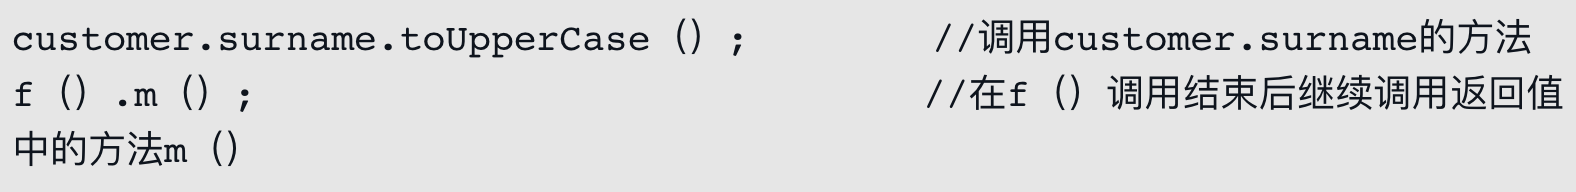 customer.surname.toUpperCase () ; //调用customer.surname的方法
f () .m () ; //在f () 调用结束后继续调用返回值
中的方法m ()